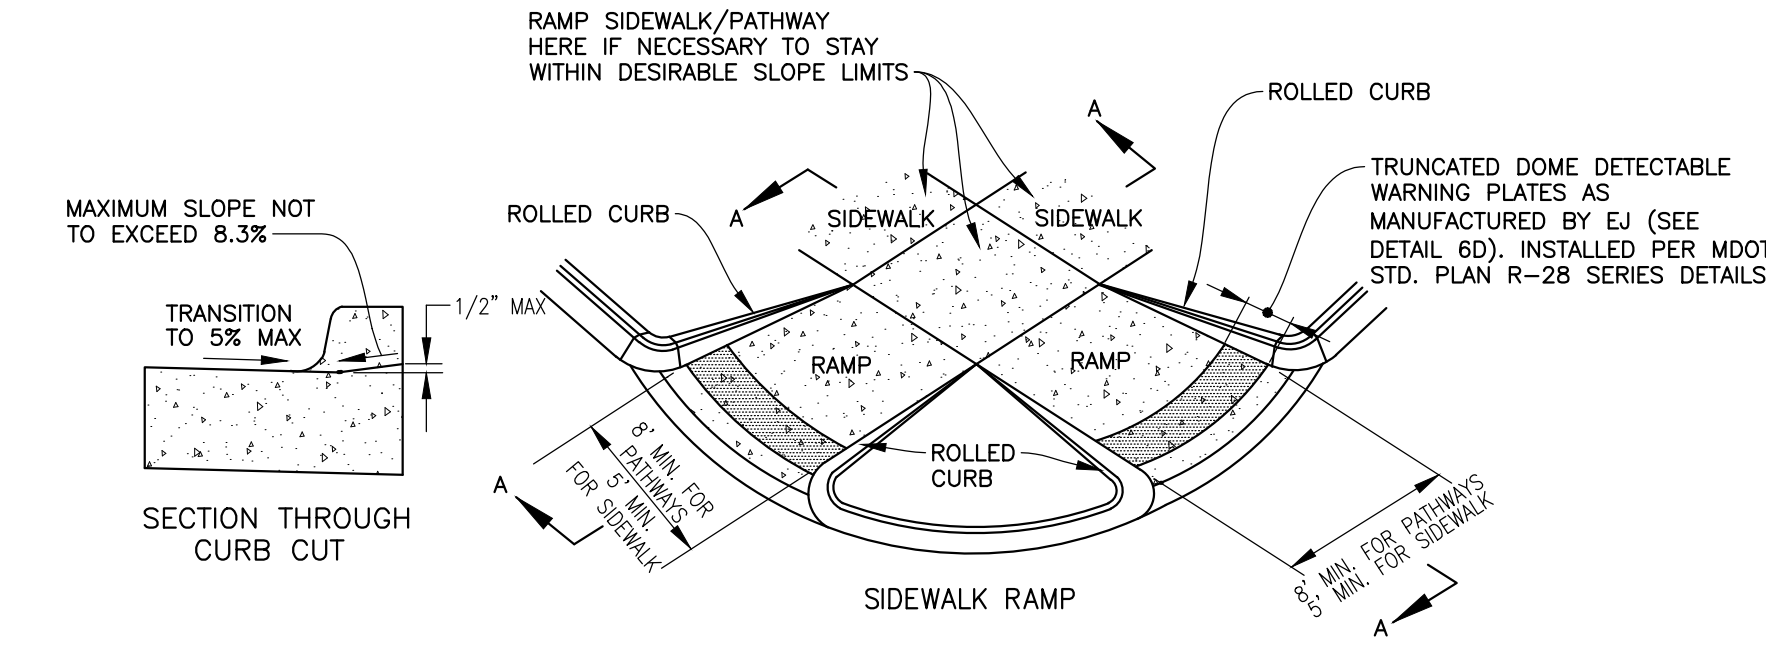 RAMP SIDEWALK/PATHWAY
HERE IF NECESSARY TO STAY
WITHIN DESIRABLE SLOPE LIMITS
ROLLED CURB
A
TRUNCATED DOME DETECTABLE
WARNING PLATES AS
MANUFACTURED BY EJ (SEE
DETAIL 6D). INSTALLED PER MDOT
STD. PLAN R-28 SERIES DETAILS
MAXIMUM SLOPE NOT
TO EXCEED 8.3%
ROLLED CURB
A
SIDEWALK
SIDEWALK
TRANSITION
TO 5% MAX
1/2" MAX
RAMP
RAMP
ROLLED
CURB
A
8' MIN. FOR
PATHWAYS
5' MIN.
FOR SIDEWALK
8' MIN. FOR PATHWAYS
5' MIN. FOR SIDEWALK
SECTION THROUGH
CURB CUT
SIDEWALK RAMP
A